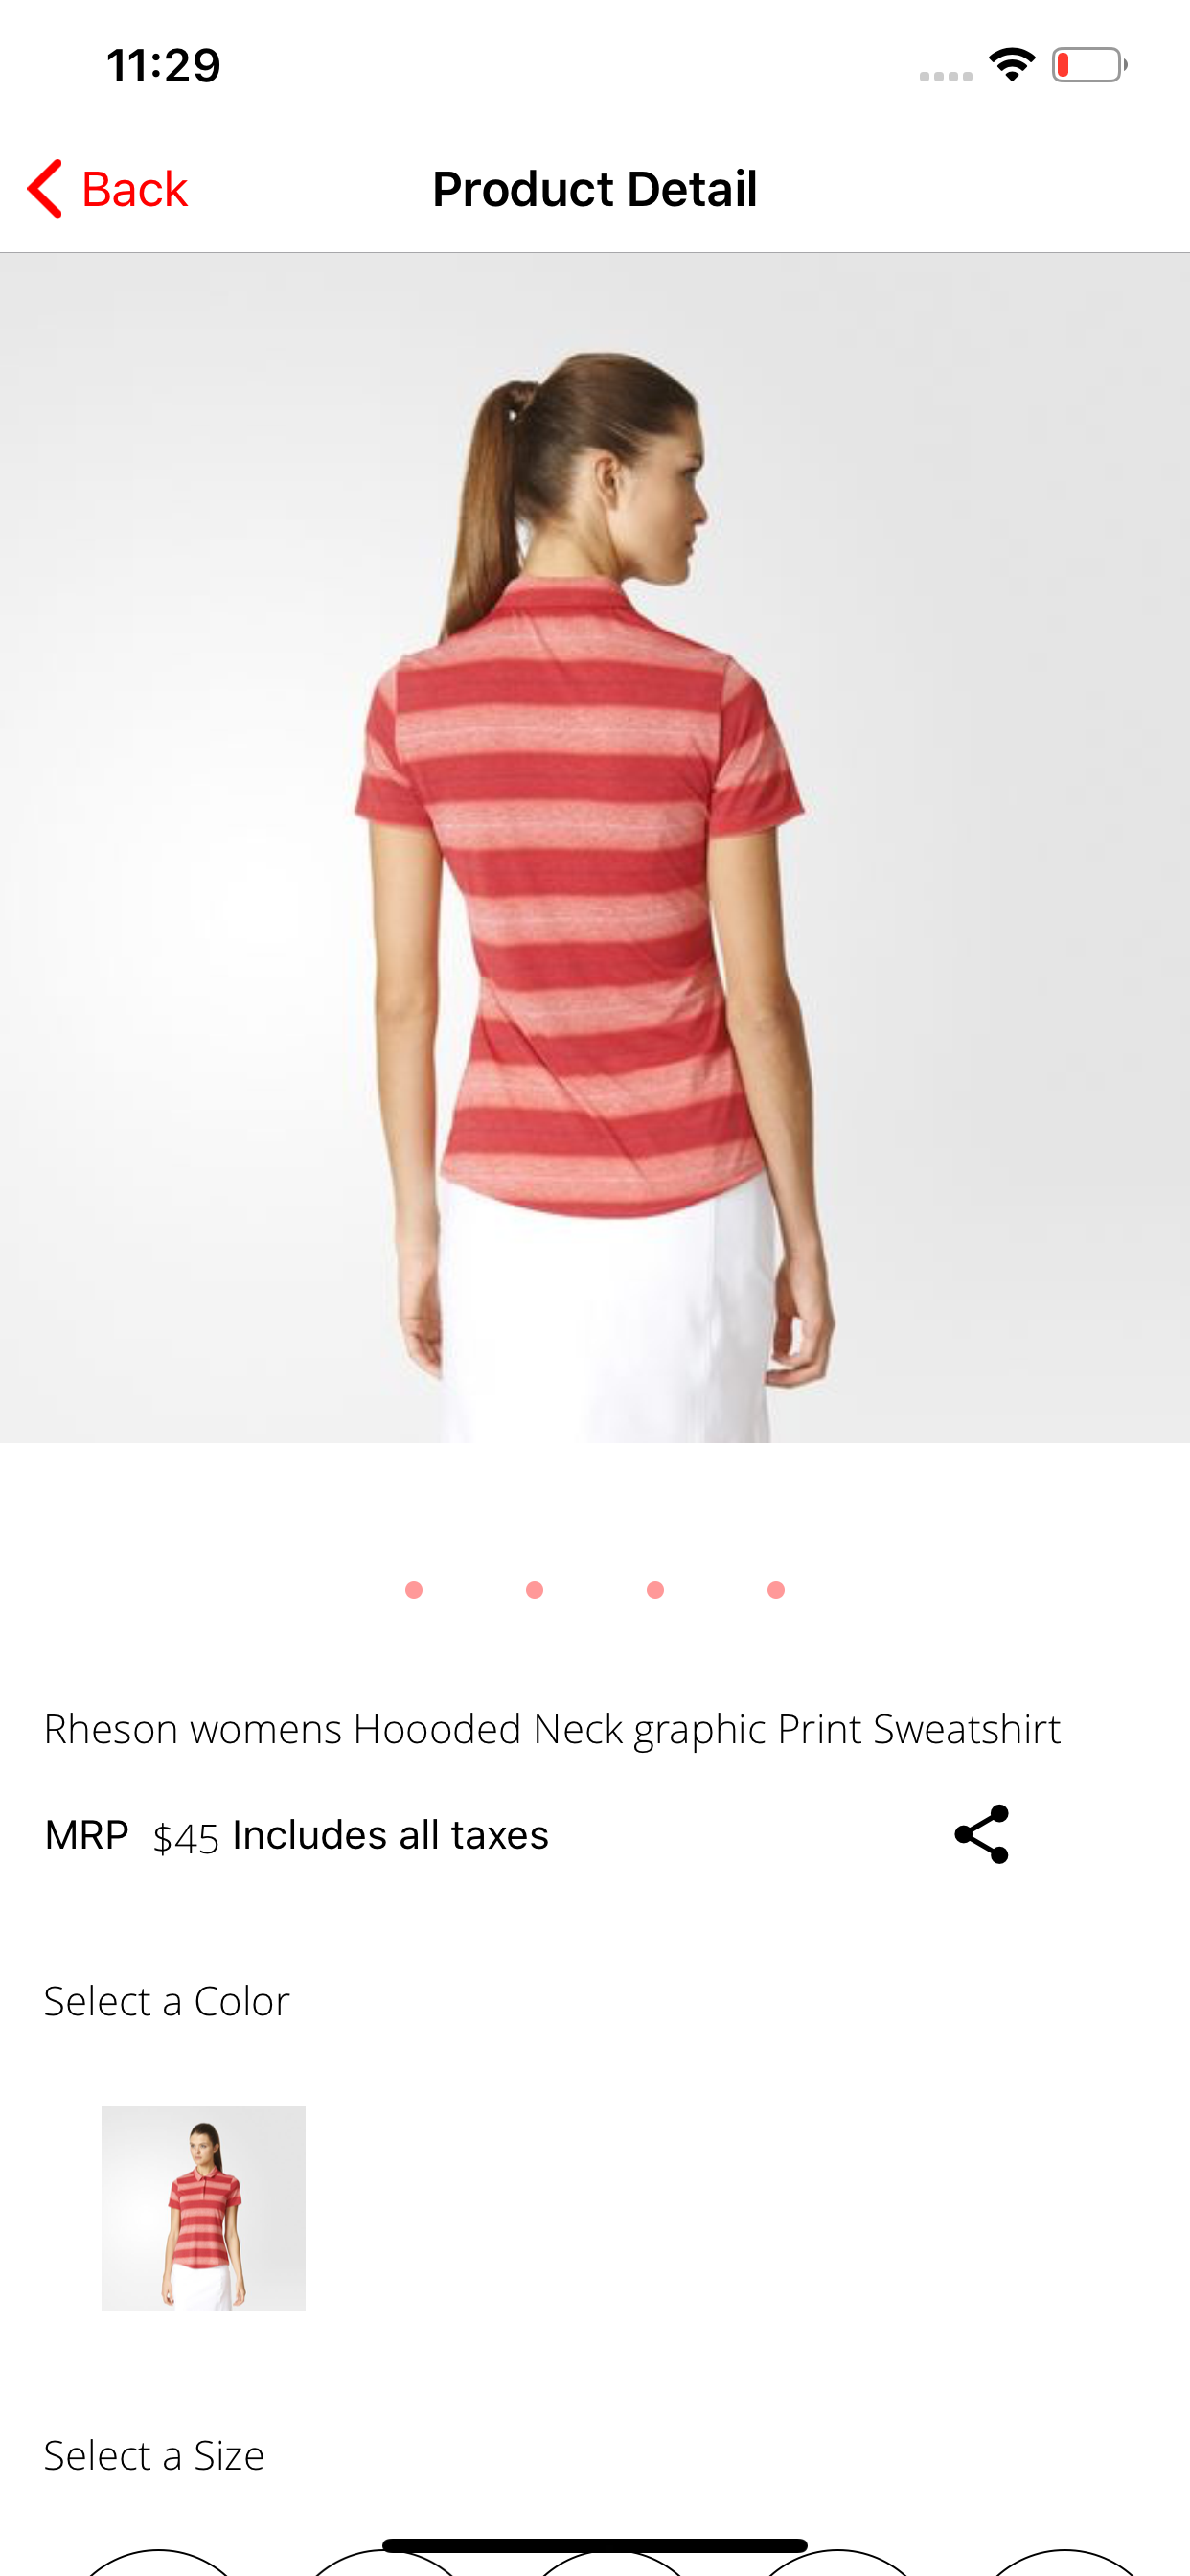 11:29
Back
Product Detail
Rheson womens Hoooded Neck graphic Print Sweatshirt
MRP $45 Includes all taxes
Select a Color
Select a Size